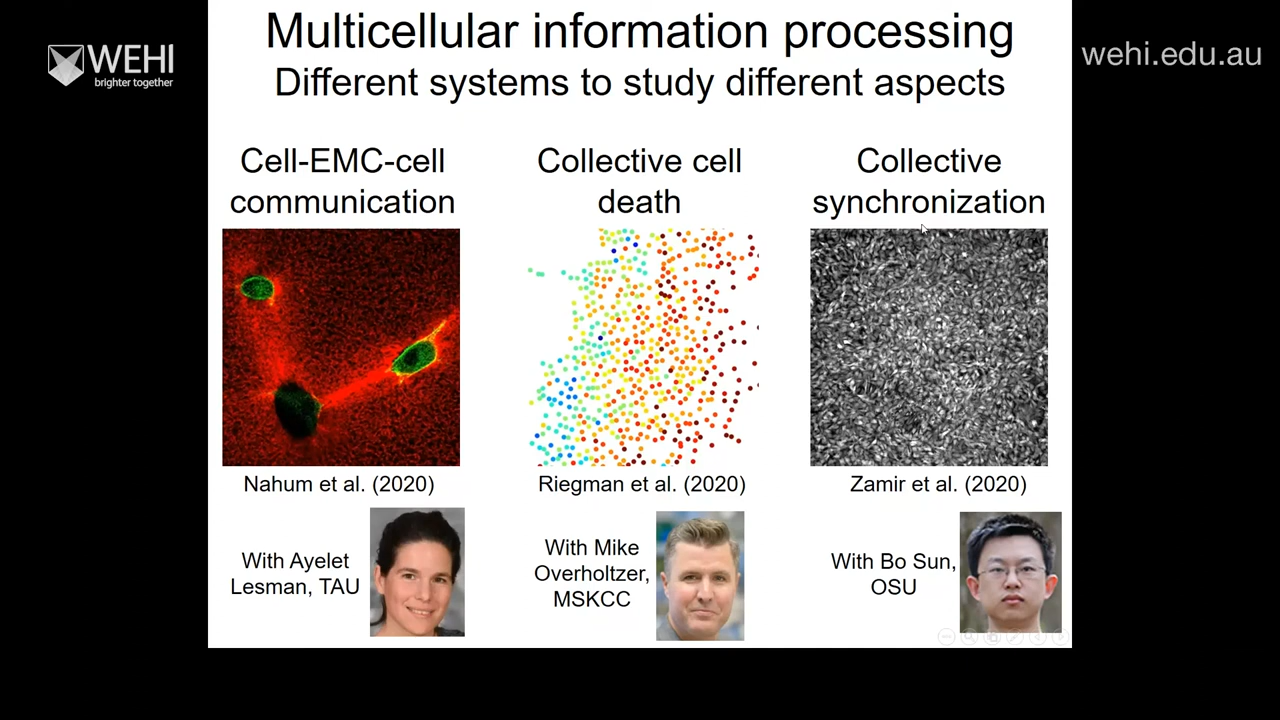 WEHI
brighter together
wehi.edu.au
Multicellular information processing
Different systems to study different aspects
Cell-EMC-cell
communication
Collective cell
death
Collective
synchronization
Nahum et al. (2020)
Riegman et al. (2020)
Zamir et al. (2020)
With Ayelet
Lesman, TAU
With Mike
Overholtzer,
MSKCC
With Bo Sun,
OSU